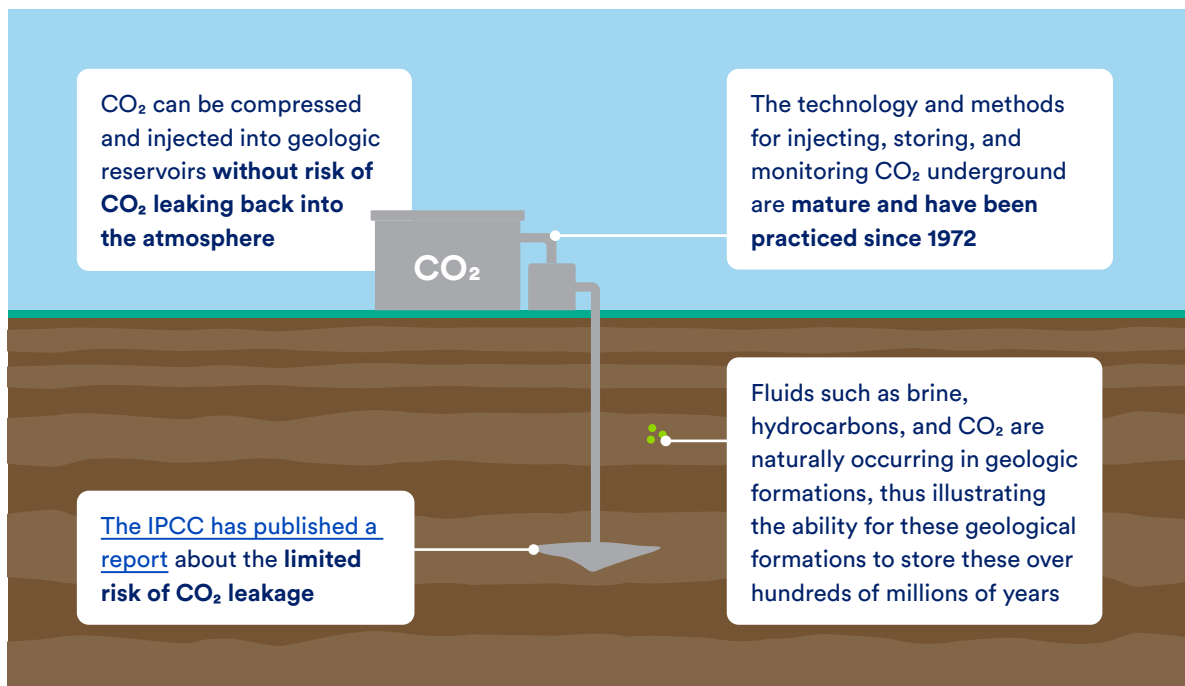 CO₂ can be compressed
and injected into geologic
reservoirs without risk of
CO₂ leaking back into
the atmosphere
The technology and methods
for injecting, storing, and
monitoring CO₂ underground
are mature and have been
practiced since 1972
CO₂
Fluids such as brine,
hydrocarbons, and CO₂ are
naturally occurring in geologic
formations, thus illustrating
the ability for these geological
formations to store these over
hundreds of millions of years
The IPCC has published a
report about the limited
risk of CO₂ leakage